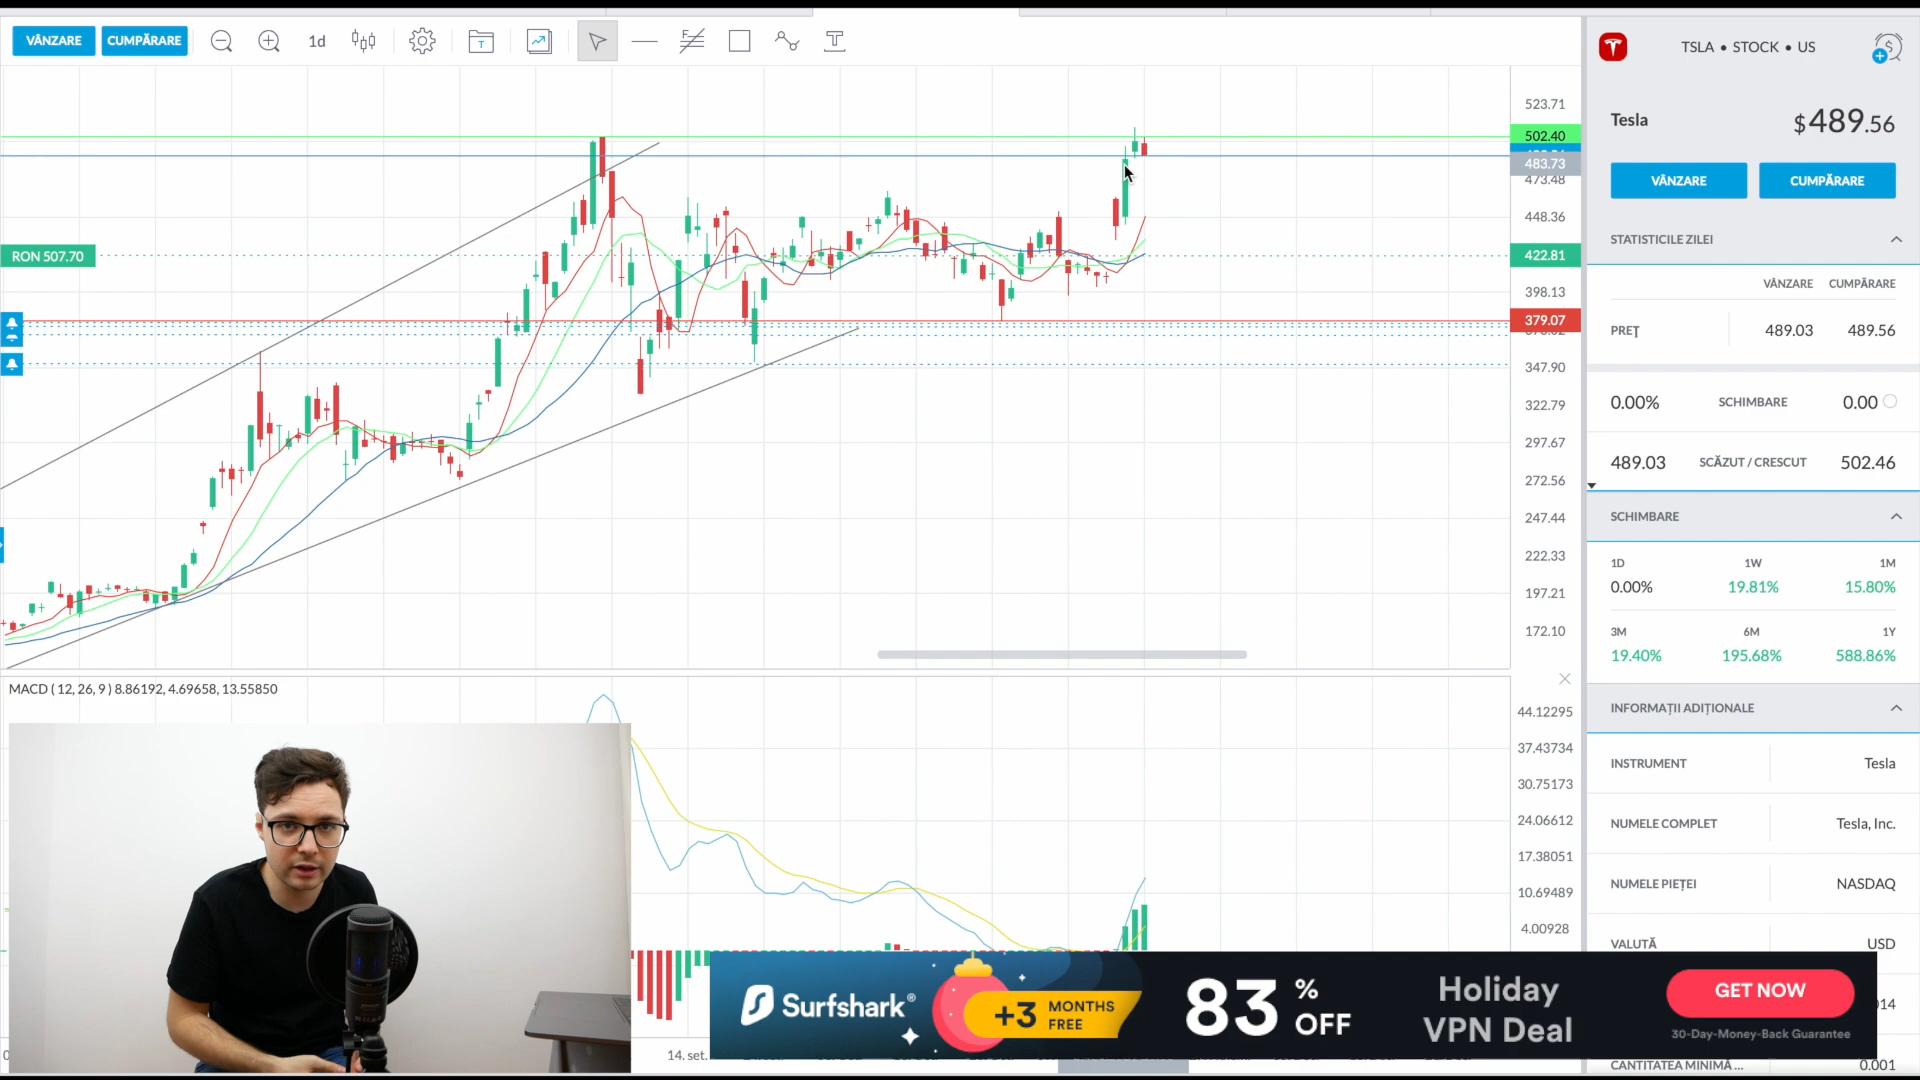 VÂNZARE
CUMPĂRARE
1d
TSLA • STOCK • US
Tesla
$489.56
VÂNZARE
CUMPĂRARE
STATISTICILE ZILEI
VÂNZARE CUMPĂRARE
PREȚ 489.03 489.56
0.00% SCHIMBARE 0.00
489.03 SCĂZUT / CRESCUT 502.46
SCHIMBARE
1D 1W 1M
0.00% 19.81% 15.80%
3M 6M 1Y
19.40% 195.68% 588.86%
INFORMAȚII ADIȚIONALE
INSTRUMENT Tesla
NUMELE COMPLET Tesla, Inc.
NUMELE PIEȚEI NASDAQ
VALUTĂ USD
CANTITATEA MINIMĂ ... 0.001
523.71
502.40
483.73
473.48
448.36
422.81
398.13
379.07
347.90
322.79
297.67
272.56
247.44
222.33
197.21
172.10
RON 507.70
MACD ( 12, 26, 9 ) 8.86192, 4.69658, 13.55850
44.12295
37.43734
30.75173
24.06612
17.38051
10.69489
4.00928
14. set.
Surfshark®
+3 MONTHS FREE
83% OFF
Holiday
VPN Deal
GET NOW
30-Day-Money-Back Guarantee